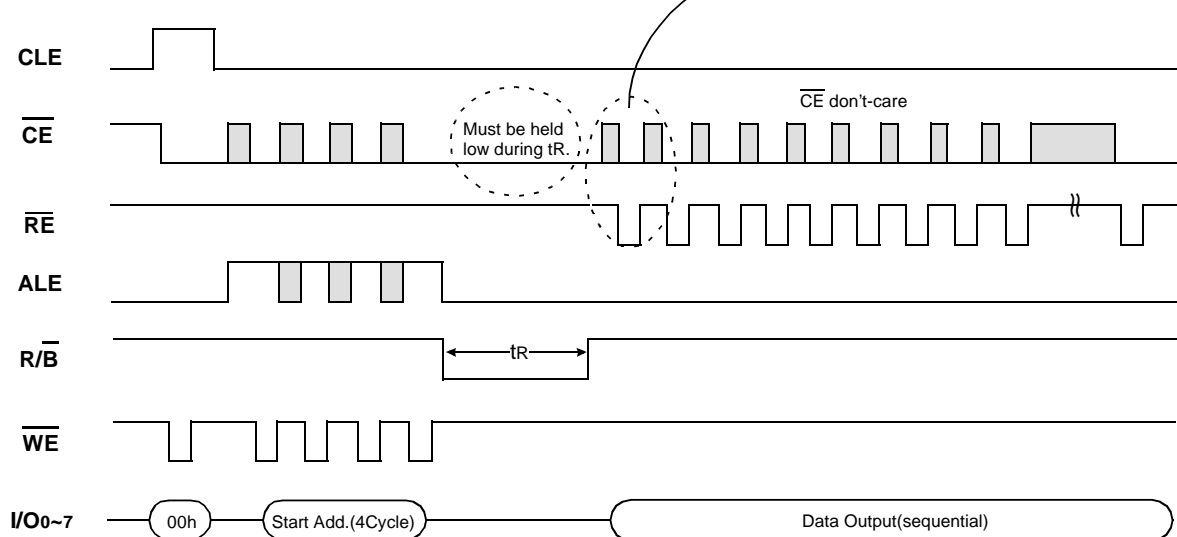 CLE
CE don't-care
CE
Must be held
low during tR.
RE
ALE
R/B
tR
WE
I/O0~7
00h
Start Add.(4Cycle)
Data Output(sequential)